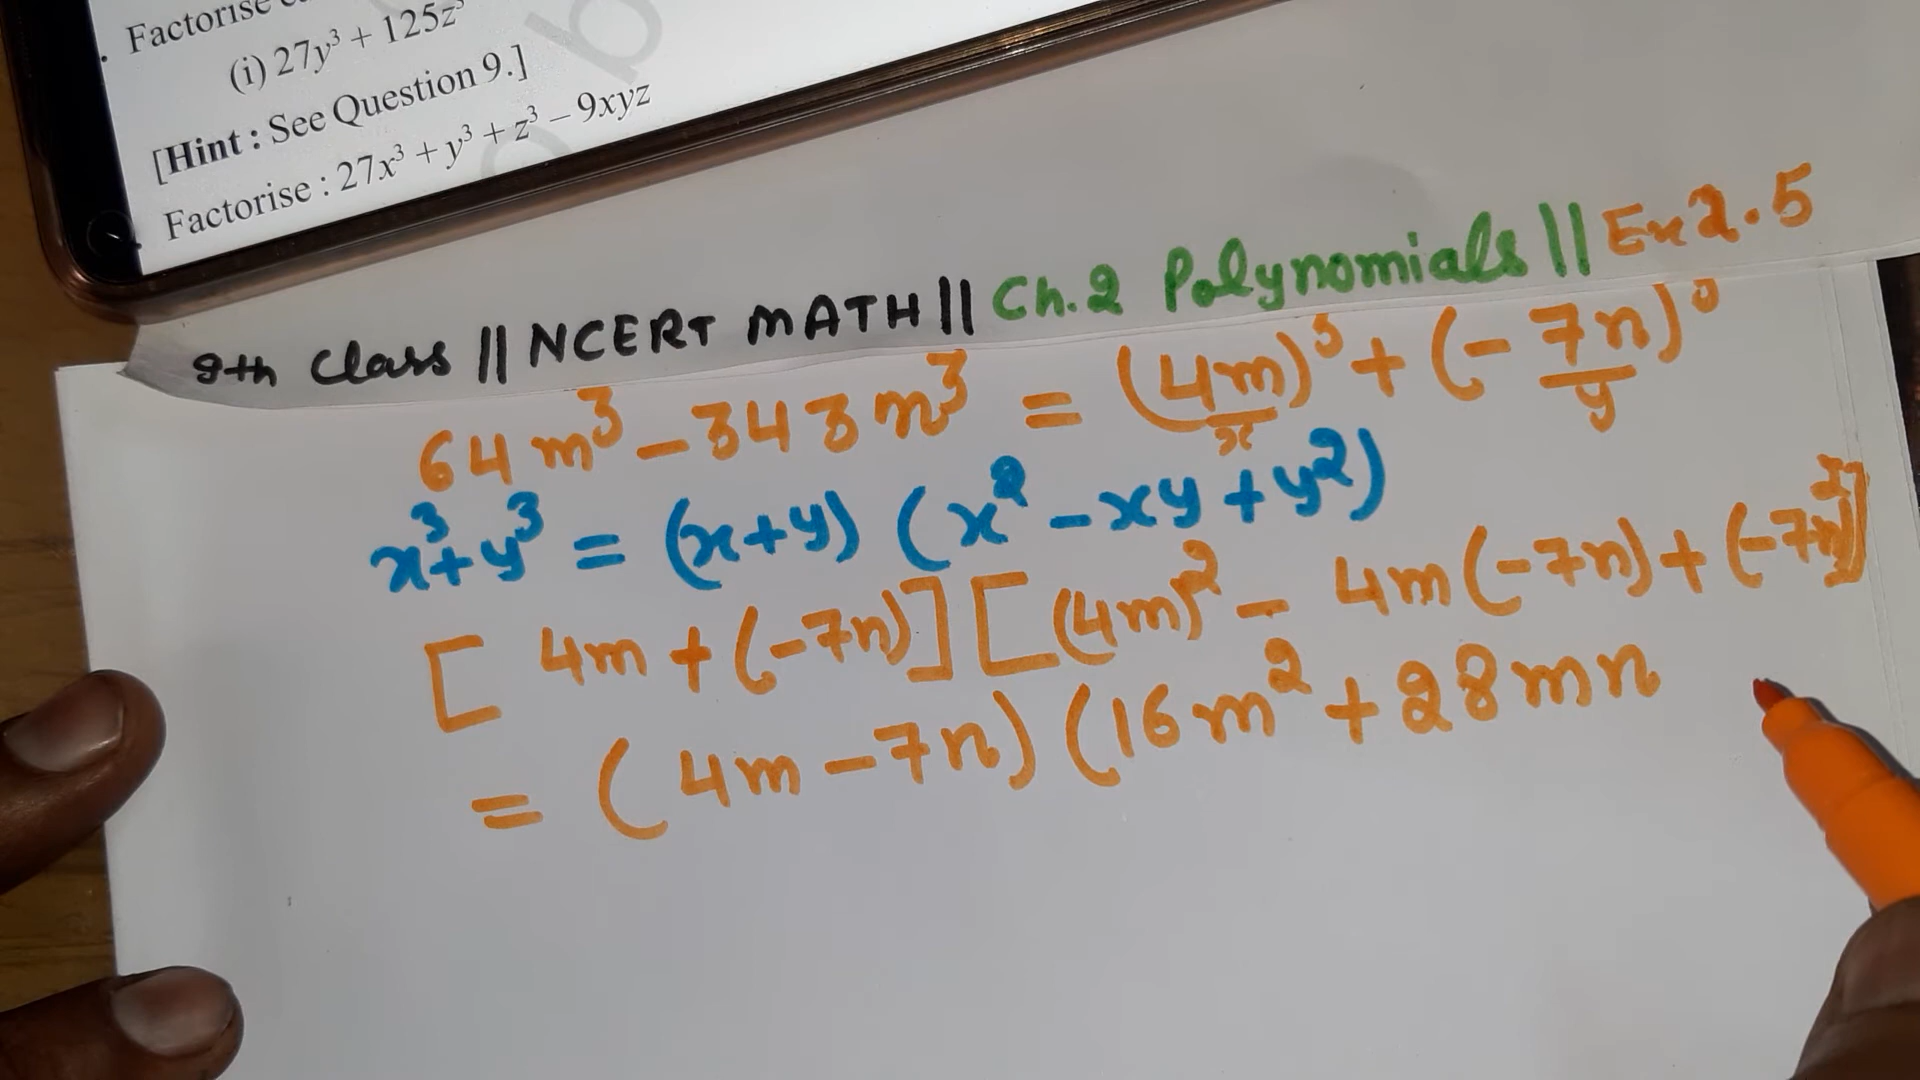 Factorise
(i) 27y³ + 125z³
[Hint : See Question 9.]
Factorise : 27x³ + y³ + z³ – 9xyz
9th Class || NCERT MATH || Ch.2 Polynomials || Ex 2.5
64m³ – 343n³ = (4m)³ + (–7n)³
x y
x³+y³ = (x+y) (x² – xy + y²)
[4m + (–7n)] [(4m)² – 4m(–7n) + (–7n)²]
= (4m – 7n) (16m² + 28mn